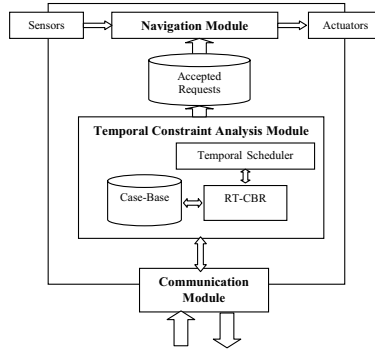 Sensors
Navigation Module
Actuators
Accepted
Requests
Temporal Constraint Analysis Module
Temporal Scheduler
Case-Base
RT-CBR
Communication
Module